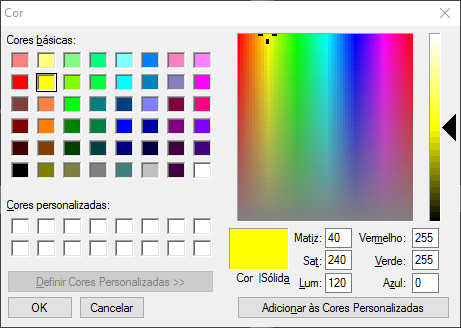 Cor
Cores básicas:
Cores personalizadas:
Definir Cores Personalizadas >>
OK
Cancelar
Cor |Sólida
Matiz: 40
Sat: 240
Lum: 120
Vermelho: 255
Verde: 255
Azul: 0
Adicionar às Cores Personalizadas